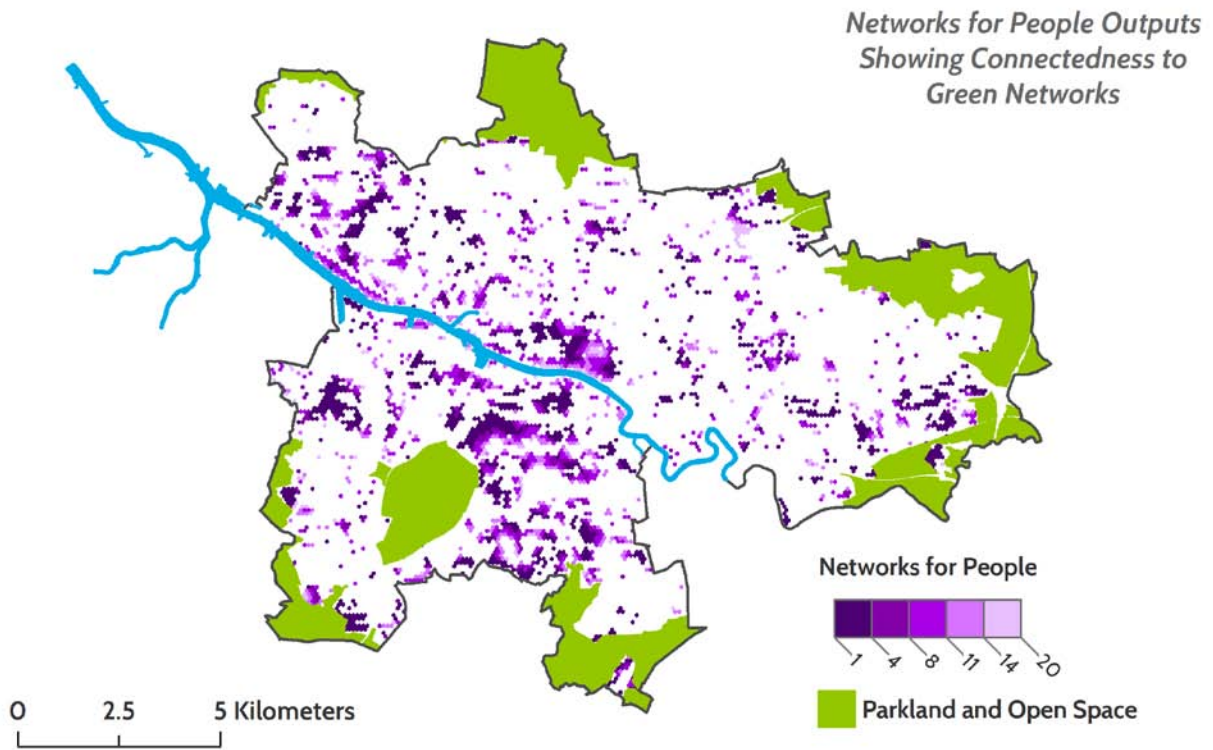 Networks for People Outputs
Showing Connectedness to
Green Networks
Networks for People
1 4 8 11 14 20
0 2.5 5 Kilometers
Parkland and Open Space